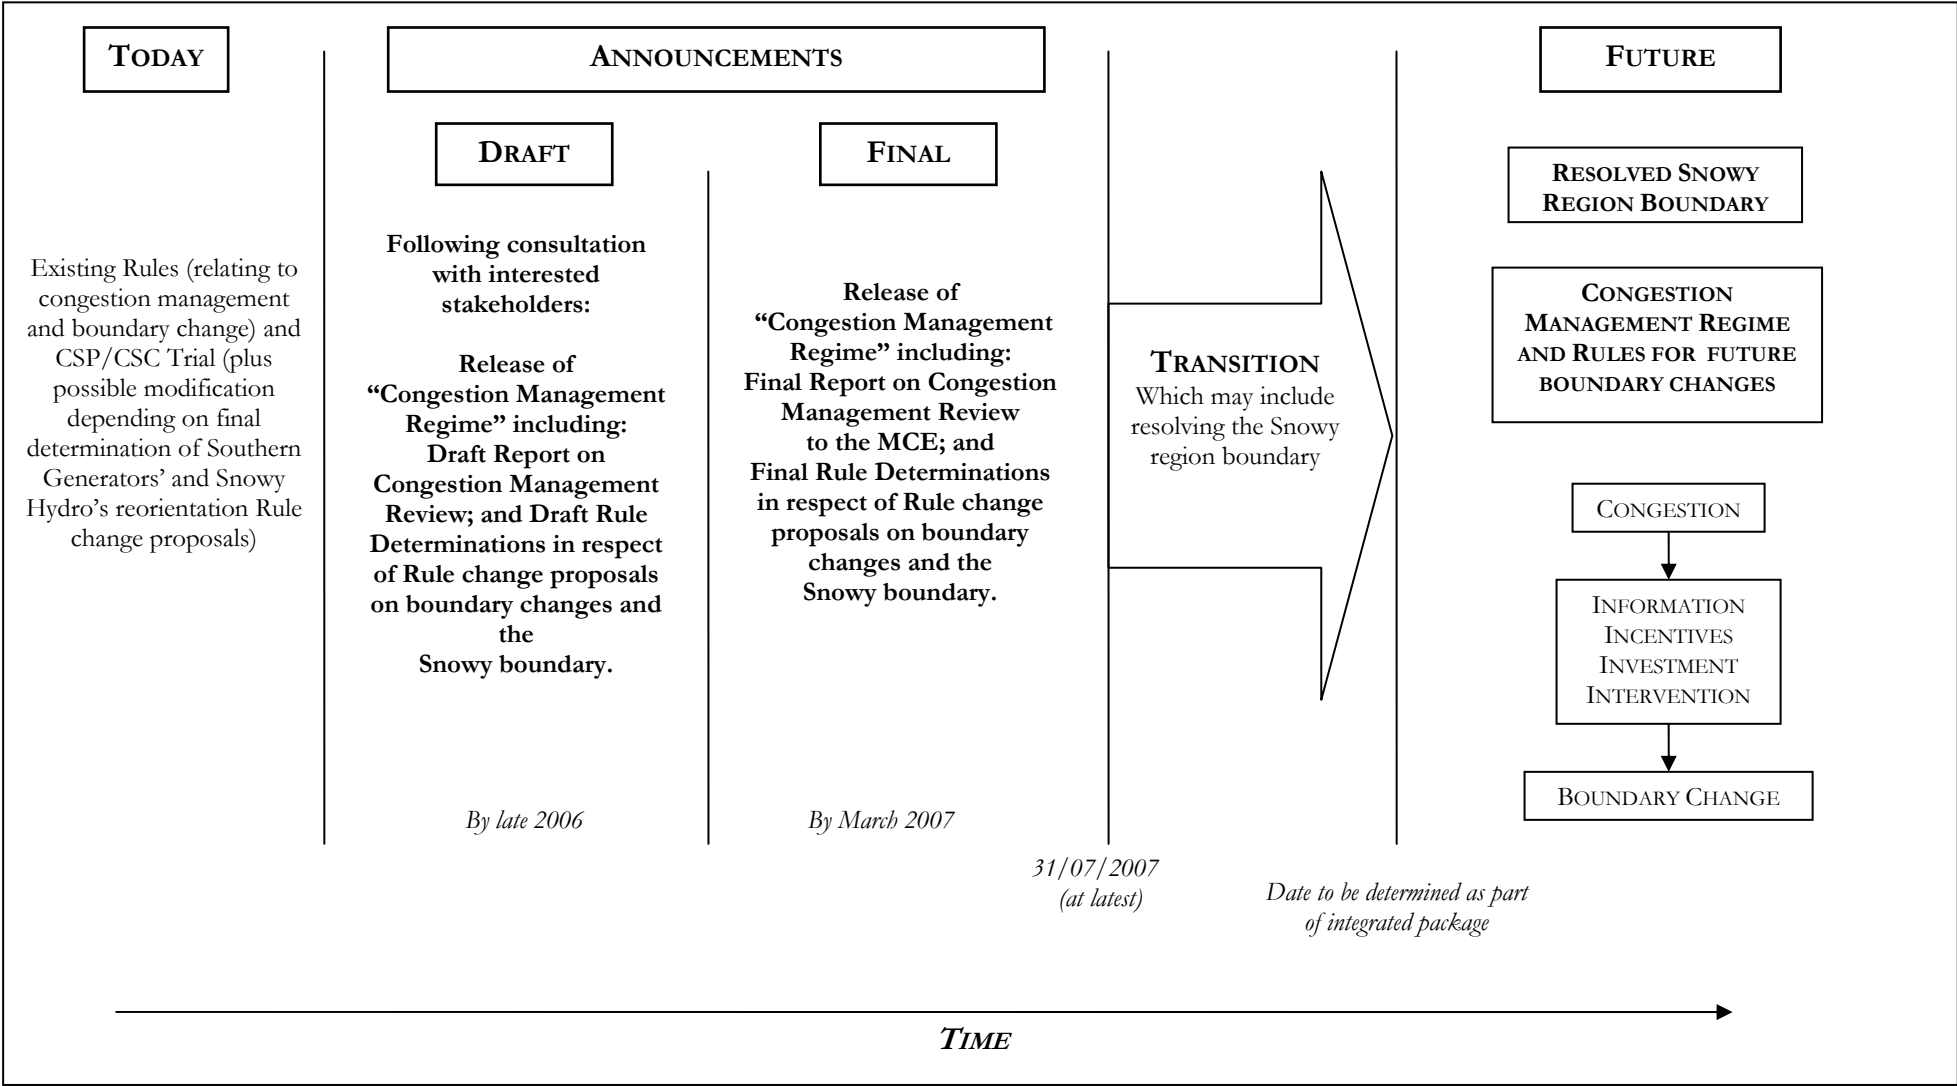 TODAY
Existing Rules (relating to
congestion management
and boundary change) and
CSP/CSC Trial (plus
possible modification
depending on final
determination of Southern
Generators’ and Snowy
Hydro’s reorientation Rule
change proposals)
ANNOUNCEMENTS
DRAFT
Following consultation
with interested
stakeholders:
Release of
“Congestion Management
Regime” including:
Draft Report on
Congestion Management
Review; and Draft Rule
Determinations in respect
of Rule change proposals
on boundary changes and
the
Snowy boundary.
By late 2006
FINAL
Release of
“Congestion Management
Regime” including:
Final Report on Congestion
Management Review
to the MCE; and
Final Rule Determinations
in respect of Rule change
proposals on boundary
changes and the
Snowy boundary.
By March 2007
31/07/2007
(at latest)
TRANSITION
Which may include
resolving the Snowy
region boundary
Date to be determined as part
of integrated package
FUTURE
RESOLVED SNOWY
REGION BOUNDARY
CONGESTION
MANAGEMENT REGIME
AND RULES FOR FUTURE
BOUNDARY CHANGES
CONGESTION
INFORMATION
INCENTIVES
INVESTMENT
INTERVENTION
BOUNDARY CHANGE
TIME